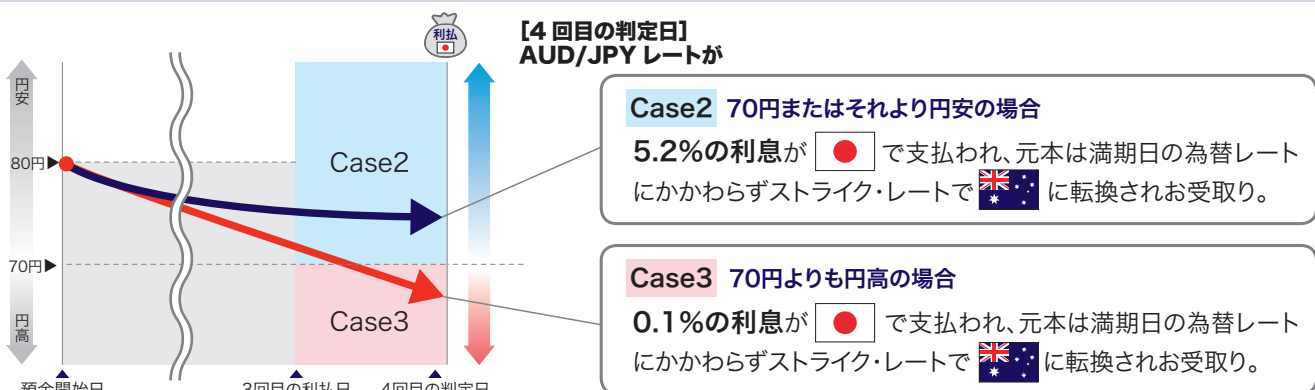 利払
[4 回目の判定日]
AUD/JPY レートが
円安
80円▶
70円▶
円高
Case2
Case3
預金開始日
3回目の利払日
4回目の判定日
Case2 70円またはそれより円安の場合
5.2%の利息が で支払われ、元本は満期日の為替レート
にかかわらずストライク・レートで に転換されお受取り。
Case3 70円よりも円高の場合
0.1%の利息が で支払われ、元本は満期日の為替レート
にかかわらずストライク・レートで に転換されお受取り。